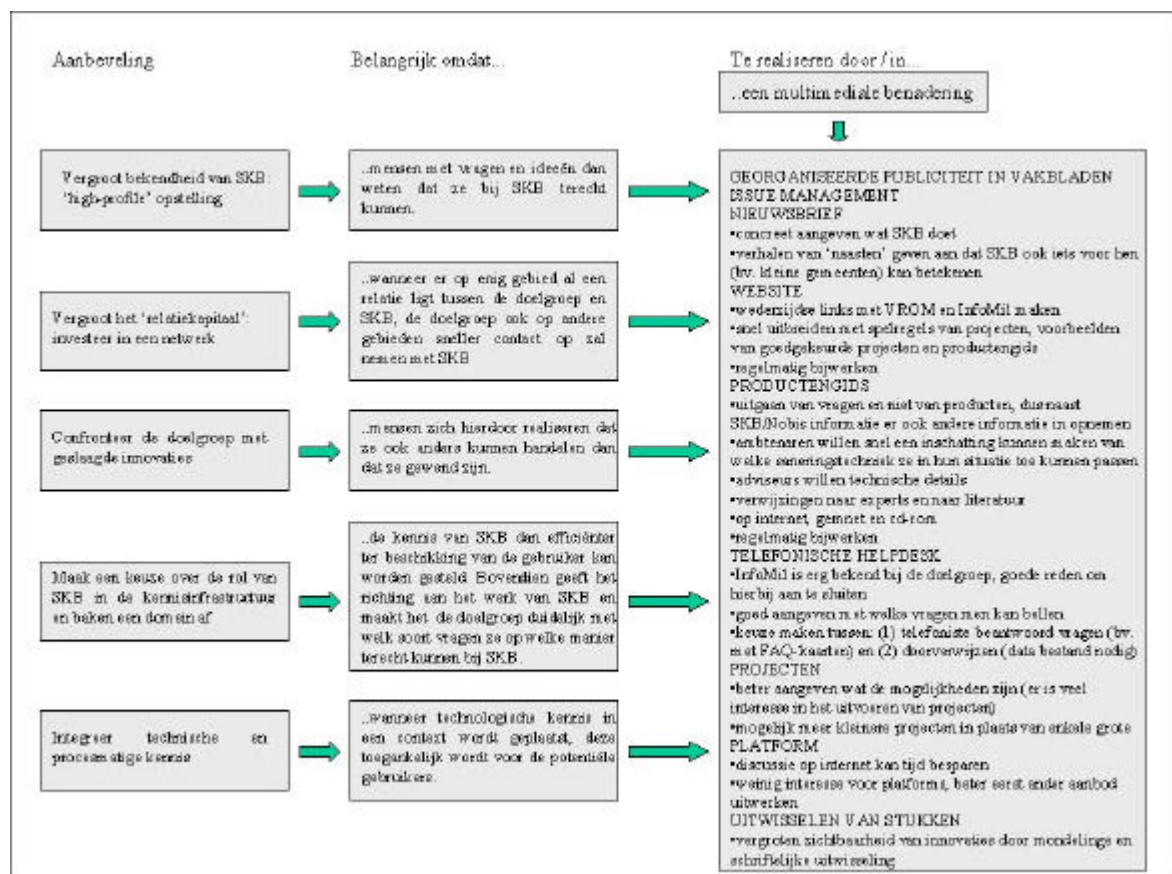 Aanbeveling
Belangrijk omdat...
Te realiseren door / in...
...een multimediale benadering
Vergroot bekendheid van SKB:
'high-profile' opstelling
...mensen met vragen en ideeën dan
weten dat ze bij SKB terecht
kunnen.
Vergroot het 'relatiekapitaal':
investeer in een netwerk
...wanneer er op enig gebied al een
relatie ligt tussen de doelgroep en
SKB, de doelgroep ook op andere
gebieden sneller contact op zal
nemen met SKB
Confronteer de doelgroep met
geslaagde innovaties
...mensen zich hierdoor realiseren dat
ze ook anders kunnen handelen dan
dat ze gewend zijn.
Maak een keuze over de rol van
SKB in de kennisinfrastructuur
en baken een domein af
...de kennis van SKB dan efficiënter
ter beschikking van de gebruiker kan
worden gesteld. Bovendien geeft het
richting aan het werk van SKB en
maakt het de doelgroep duidelijk met
welk soort vragen ze op welke manier
terecht kunnen bij SKB.
Integreer technische en
procesmatige kennis
...wanneer technologische kennis in
een context wordt geplaatst, deze
toegankelijk wordt voor de potentiële
gebruikers.
GEORGANISEERDE PUBLICITEIT IN VAKBLADEN
ISSUE MANAGEMENT
NIEUWSBRIEF
•concreet aangeven wat SKB doet
•verhalen van 'naasten' geven aan dat SKB ook iets voor hen
(bv. kleine gemeenten) kan betekenen
WEBSITE
•wederzijdse links met VROM en InfoMil maken
•snel uitbreiden met spelregels van projecten, voorbeelden
van goedgekeurde projecten en productengids
•regelmatig bijwerken
PRODUCTENGIDS
•uitgaan van vragen en niet van producten, dus naast
SKB/Nobis informatie er ook andere informatie in opnemen
•ambtenaren willen snel een inschatting kunnen maken van
welke saneringstechniek ze in hun situatie toe kunnen passen
•adviseurs willen technische details
•verwijzingen naar experts en naar literatuur
•op internet, gemnet en cd-rom
•regelmatig bijwerken
TELEFONISCHE HELPDESK
•InfoMil is erg bekend bij de doelgroep, goede reden om
hierbij aan te sluiten
•goed aangeven met welke vragen men kan bellen
•keuze maken tussen: (1) telefoniste beantwoord vragen (bv.
met FAQ-kaarten) en (2) doorverwijzen (data bestand nodig)
PROJECTEN
•beter aangeven wat de mogelijkheden zijn (er is veel
interesse in het uitvoeren van projecten)
•mogelijk meer kleinere projecten in plaats van enkele grote
PLATFORM
•discussie op internet kan tijd besparen
•weinig interesse voor platforms, beter eerst ander aanbod
uitwerken
UITWISSELEN VAN STUKKEN
•vergroten zichtbaarheid van innovaties door mondelinge en
schriftelijke uitwisseling